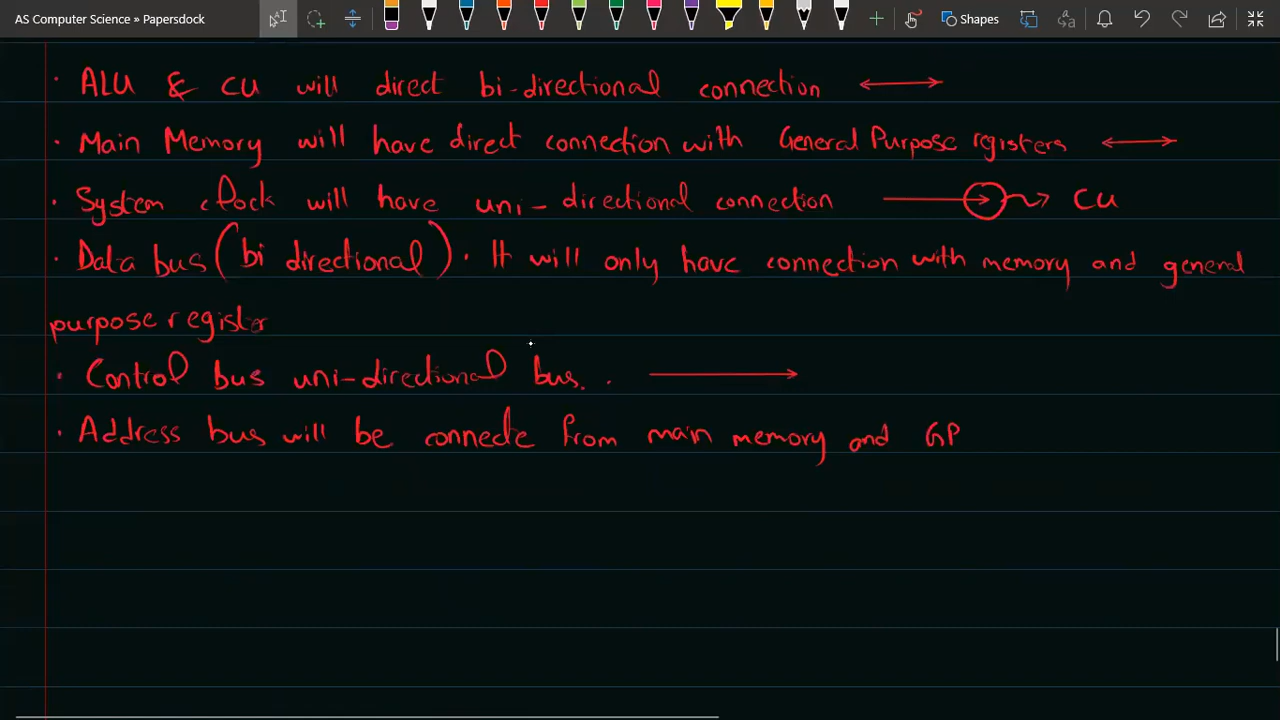 AS Computer Science » Papersdock
Shapes
· ALU & CU will direct bi-directional connection ⟷
· Main Memory will have direct connection with General Purpose registers ⟷
· System clock will have uni-directional connection → CU
· Data bus (bi directional). It will only have connection with memory and general
purpose register
· Control bus uni-directional bus. . →
· Address bus will be connecte from main memory and GP